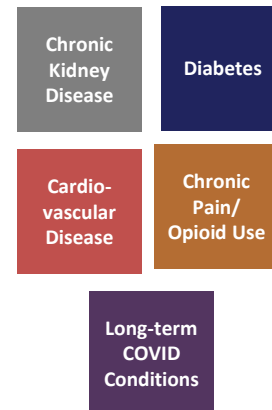 Chronic
Kidney
Disease
Diabetes
Cardio-
vascular
Disease
Chronic
Pain/
Opioid Use
Long-term
COVID
Conditions